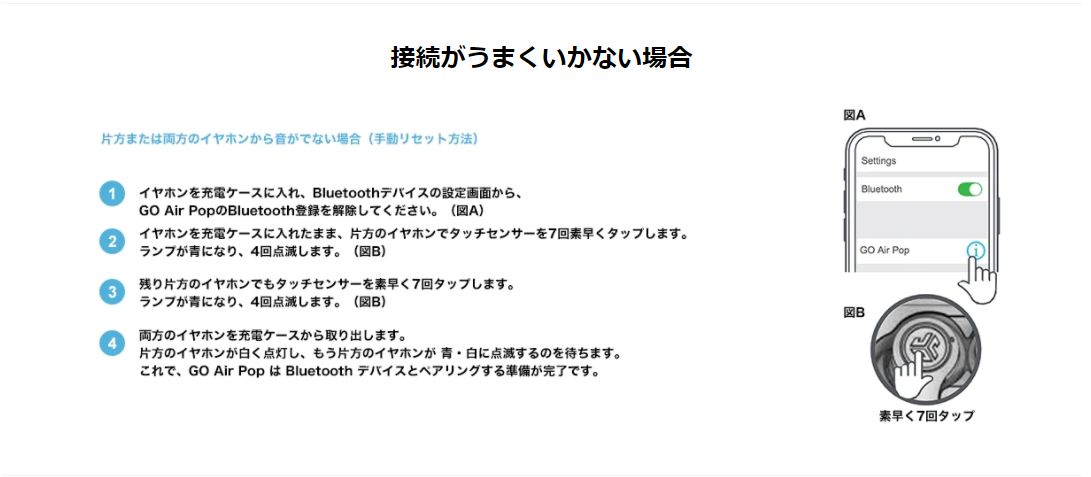 接続がうまくいかない場合
片方または両方のイヤホンから音がでない場合（手動リセット方法）
1 イヤホンを充電ケースに入れ、Bluetoothデバイスの設定画面から、
GO Air PopのBluetooth登録を解除してください。（図A）
2 イヤホンを充電ケースに入れたまま、片方のイヤホンでタッチセンサーを7回素早くタップします。
ランプが青になり、4回点滅します。（図B）
3 残り片方のイヤホンでもタッチセンサーを素早く7回タップします。
ランプが青になり、4回点滅します。（図B）
4 両方のイヤホンを充電ケースから取り出します。
片方のイヤホンが白く点灯し、もう片方のイヤホンが 青・白に点滅するのを待ちます。
これで、GO Air Pop は Bluetooth デバイスとペアリングする準備が完了です。
図A
Settings
Bluetooth
GO Air Pop
図B
素早く7回タップ